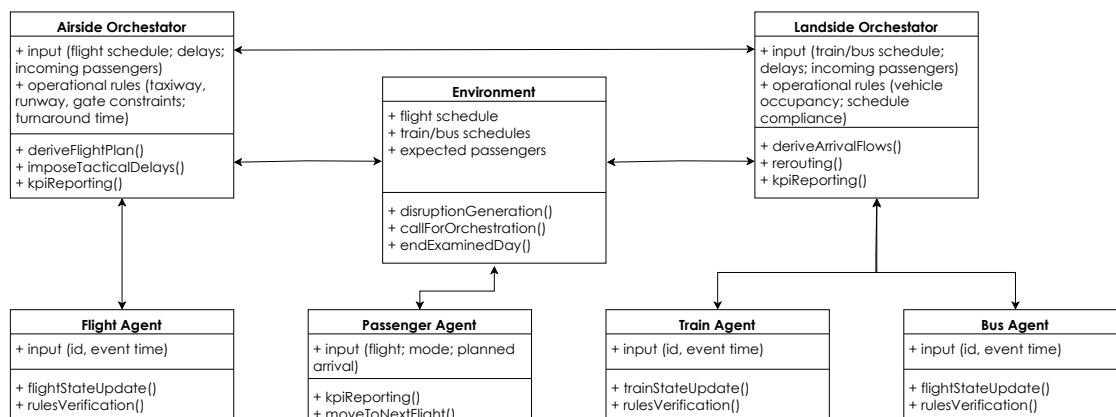 Airside Orchestator
+ input (flight schedule; delays;
incoming passengers)
+ operational rules (taxiway,
runway, gate constraints;
turnaround time)
+ deriveFlightPlan()
+ imposeTacticalDelays()
+ kpiReporting()
Landside Orchestrator
+ input (train/bus schedule;
delays; incoming passengers)
+ operational rules (vehicle
occupancy; schedule
compliance)
+ deriveArrivalFlows()
+ rerouting()
+ kpiReporting()
Environment
+ flight schedule
+ train/bus schedules
+ expected passengers
+ disruptionGeneration()
+ callForOrchestration()
+ endExaminedDay()
Flight Agent
+ input (id, event time)
+ flightStateUpdate()
+ rulesVerification()
Passenger Agent
+ input (flight; mode; planned
arrival)
+ kpiReporting()
+ moveToNextFlight()
Train Agent
+ input (id, event time)
+ trainStateUpdate()
+ rulesVerification()
Bus Agent
+ input (id, event time)
+ flightStateUpdate()
+ rulesVerification()